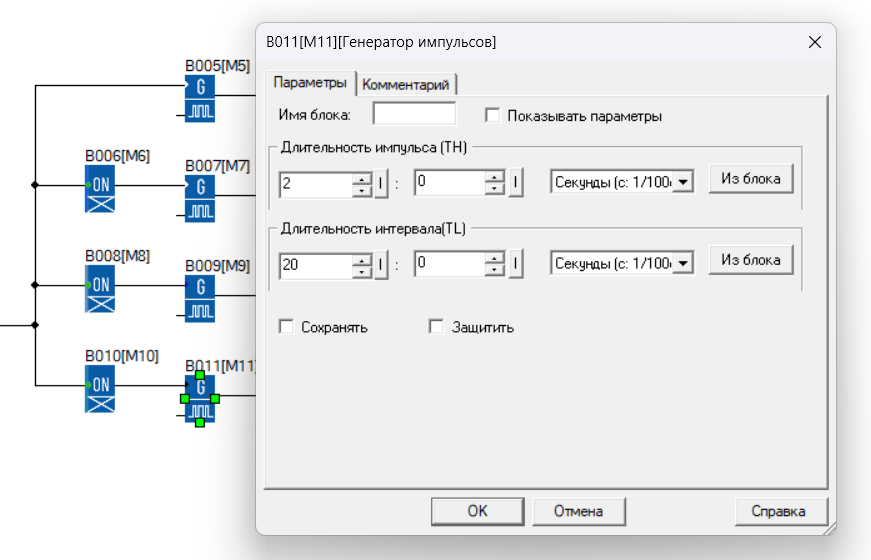 B011[M11][Генератор импульсов]
Параметры Комментарий
Имя блока: Показывать параметры
Длительность импульса (TH)
2 : 0 Секунды (с: 1/100 Из блока
Длительность интервала(TL)
20 : 0 Секунды (с: 1/100 Из блока
Сохранять Защитить
OK Отмена Справка
B005[M5]
G
B006[M6]
ON
B007[M7]
G
B008[M8]
ON
B009[M9]
G
B010[M10]
ON
B011[M11]
G